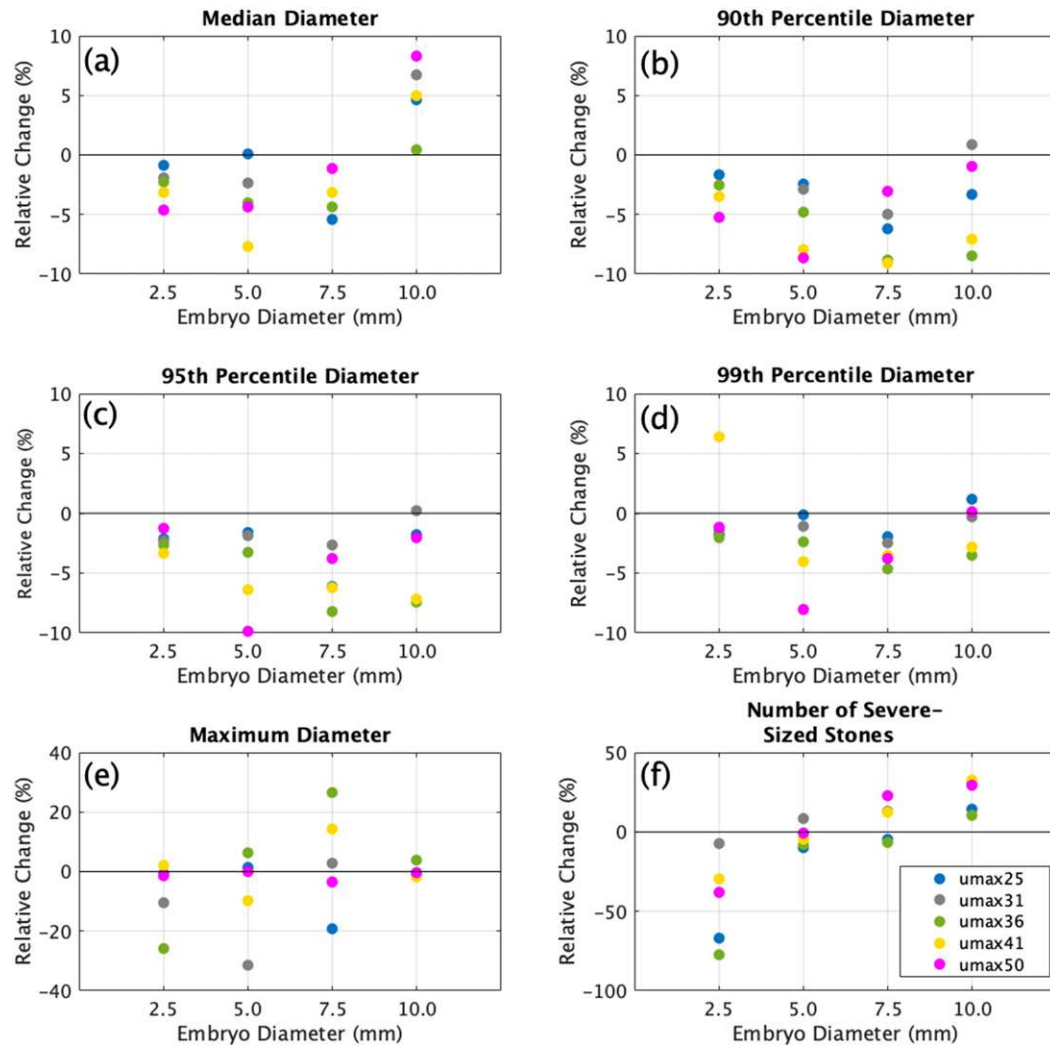 Median Diameter
(a)
Relative Change (%)
10
5
0
−5
−10
2.5 5.0 7.5 10.0
Embryo Diameter (mm)
90th Percentile Diameter
(b)
Relative Change (%)
10
5
0
−5
−10
2.5 5.0 7.5 10.0
Embryo Diameter (mm)
95th Percentile Diameter
(c)
Relative Change (%)
10
5
0
−5
−10
2.5 5.0 7.5 10.0
Embryo Diameter (mm)
99th Percentile Diameter
(d)
Relative Change (%)
10
5
0
−5
−10
2.5 5.0 7.5 10.0
Embryo Diameter (mm)
Maximum Diameter
(e)
Relative Change (%)
40
20
0
−20
−40
2.5 5.0 7.5 10.0
Embryo Diameter (mm)
Number of Severe–
Sized Stones
(f)
Relative Change (%)
50
0
−50
−100
2.5 5.0 7.5 10.0
Embryo Diameter (mm)
umax25
umax31
umax36
umax41
umax50